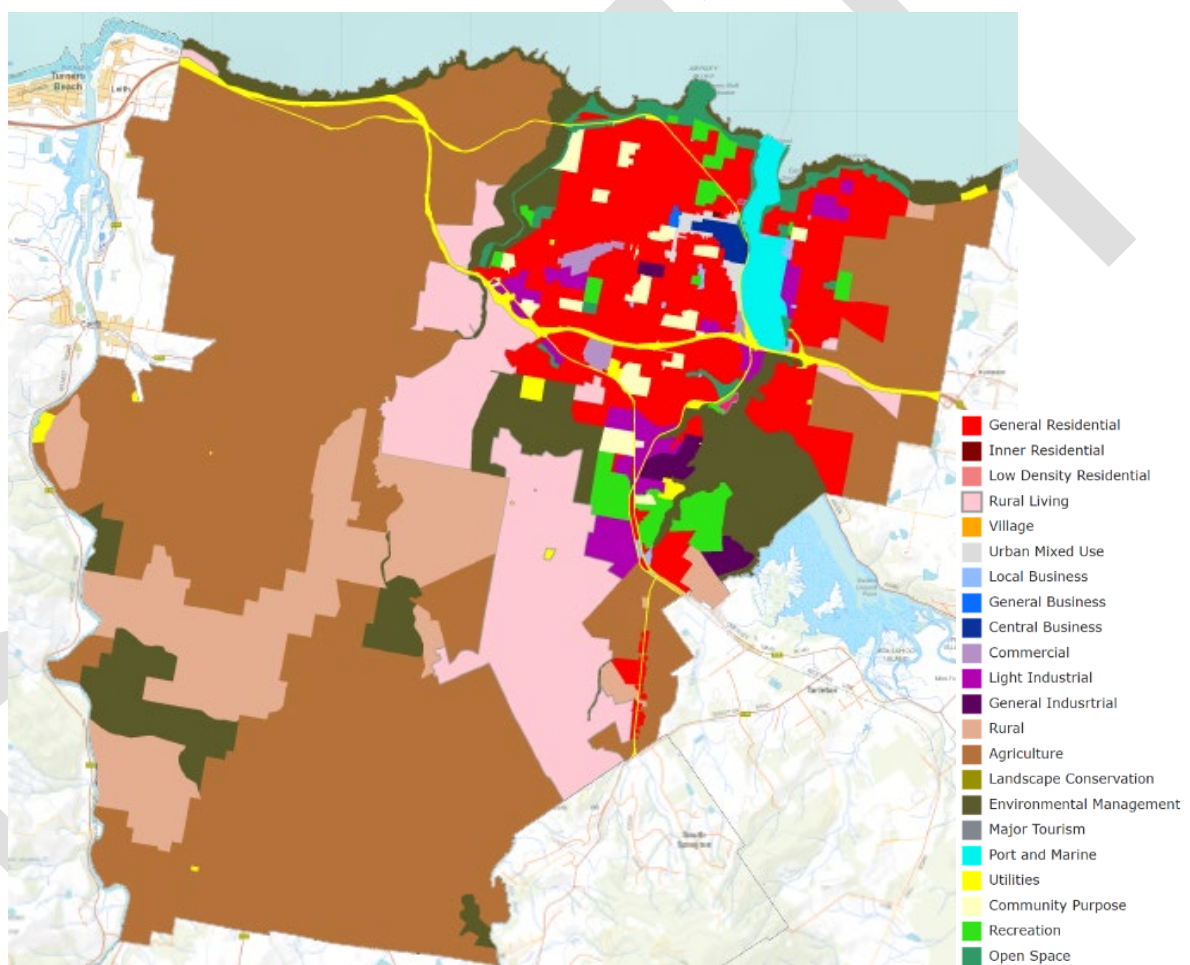 Turners
Beach
Leith
General Residential
Inner Residential
Low Density Residential
Rural Living
Village
Urban Mixed Use
Local Business
General Business
Central Business
Commercial
Light Industrial
General Indusrtrial
Rural
Agriculture
Landscape Conservation
Environmental Management
Major Tourism
Port and Marine
Utilities
Community Purpose
Recreation
Open Space